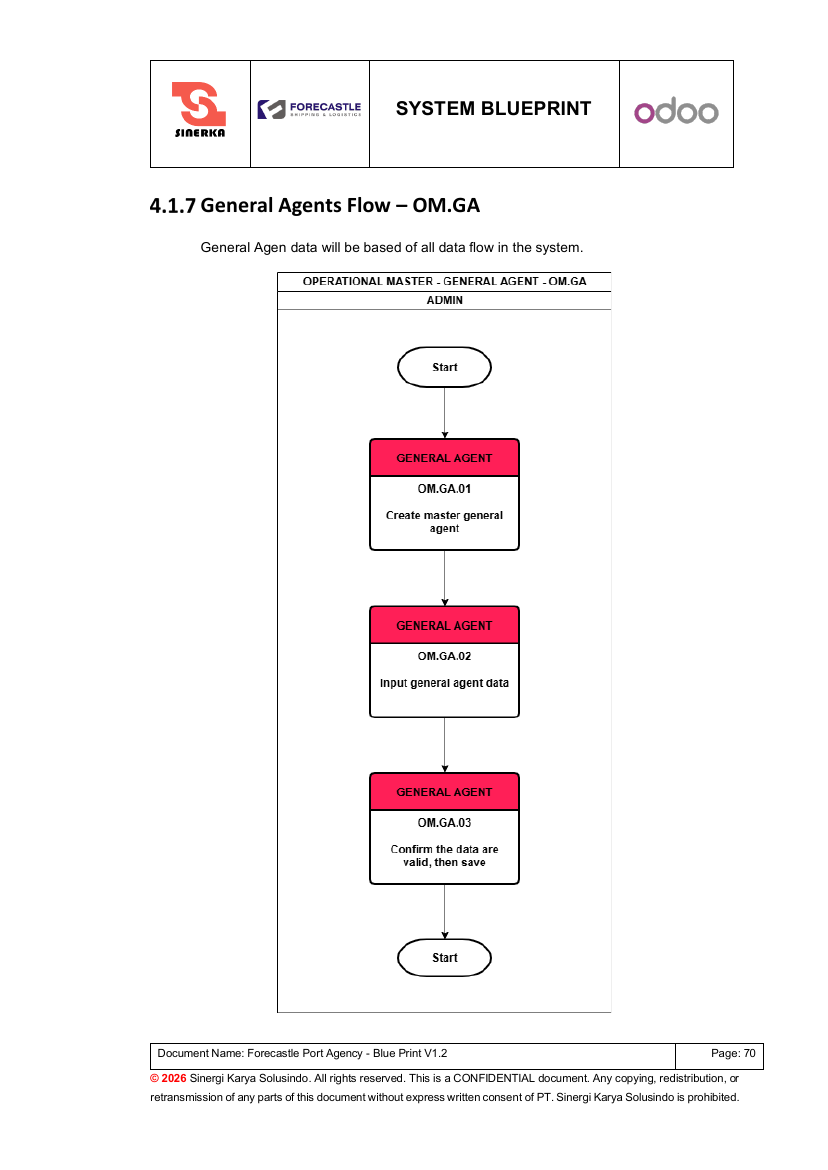 SINERKA
FORECASTLE
SHIPPING & LOGISTICS
SYSTEM BLUEPRINT
odoo
4.1.7 General Agents Flow – OM.GA
General Agen data will be based of all data flow in the system.
OPERATIONAL MASTER - GENERAL AGENT - OM.GA
ADMIN
Start
GENERAL AGENT
OM.GA.01
Create master general
agent
GENERAL AGENT
OM.GA.02
Input general agent data
GENERAL AGENT
OM.GA.03
Confirm the data are
valid, then save
Start
Document Name: Forecastle Port Agency - Blue Print V1.2
Page: 70
© 2026 Sinergi Karya Solusindo. All rights reserved. This is a CONFIDENTIAL document. Any copying, redistribution, or
retransmission of any parts of this document without express written consent of PT. Sinergi Karya Solusindo is prohibited.